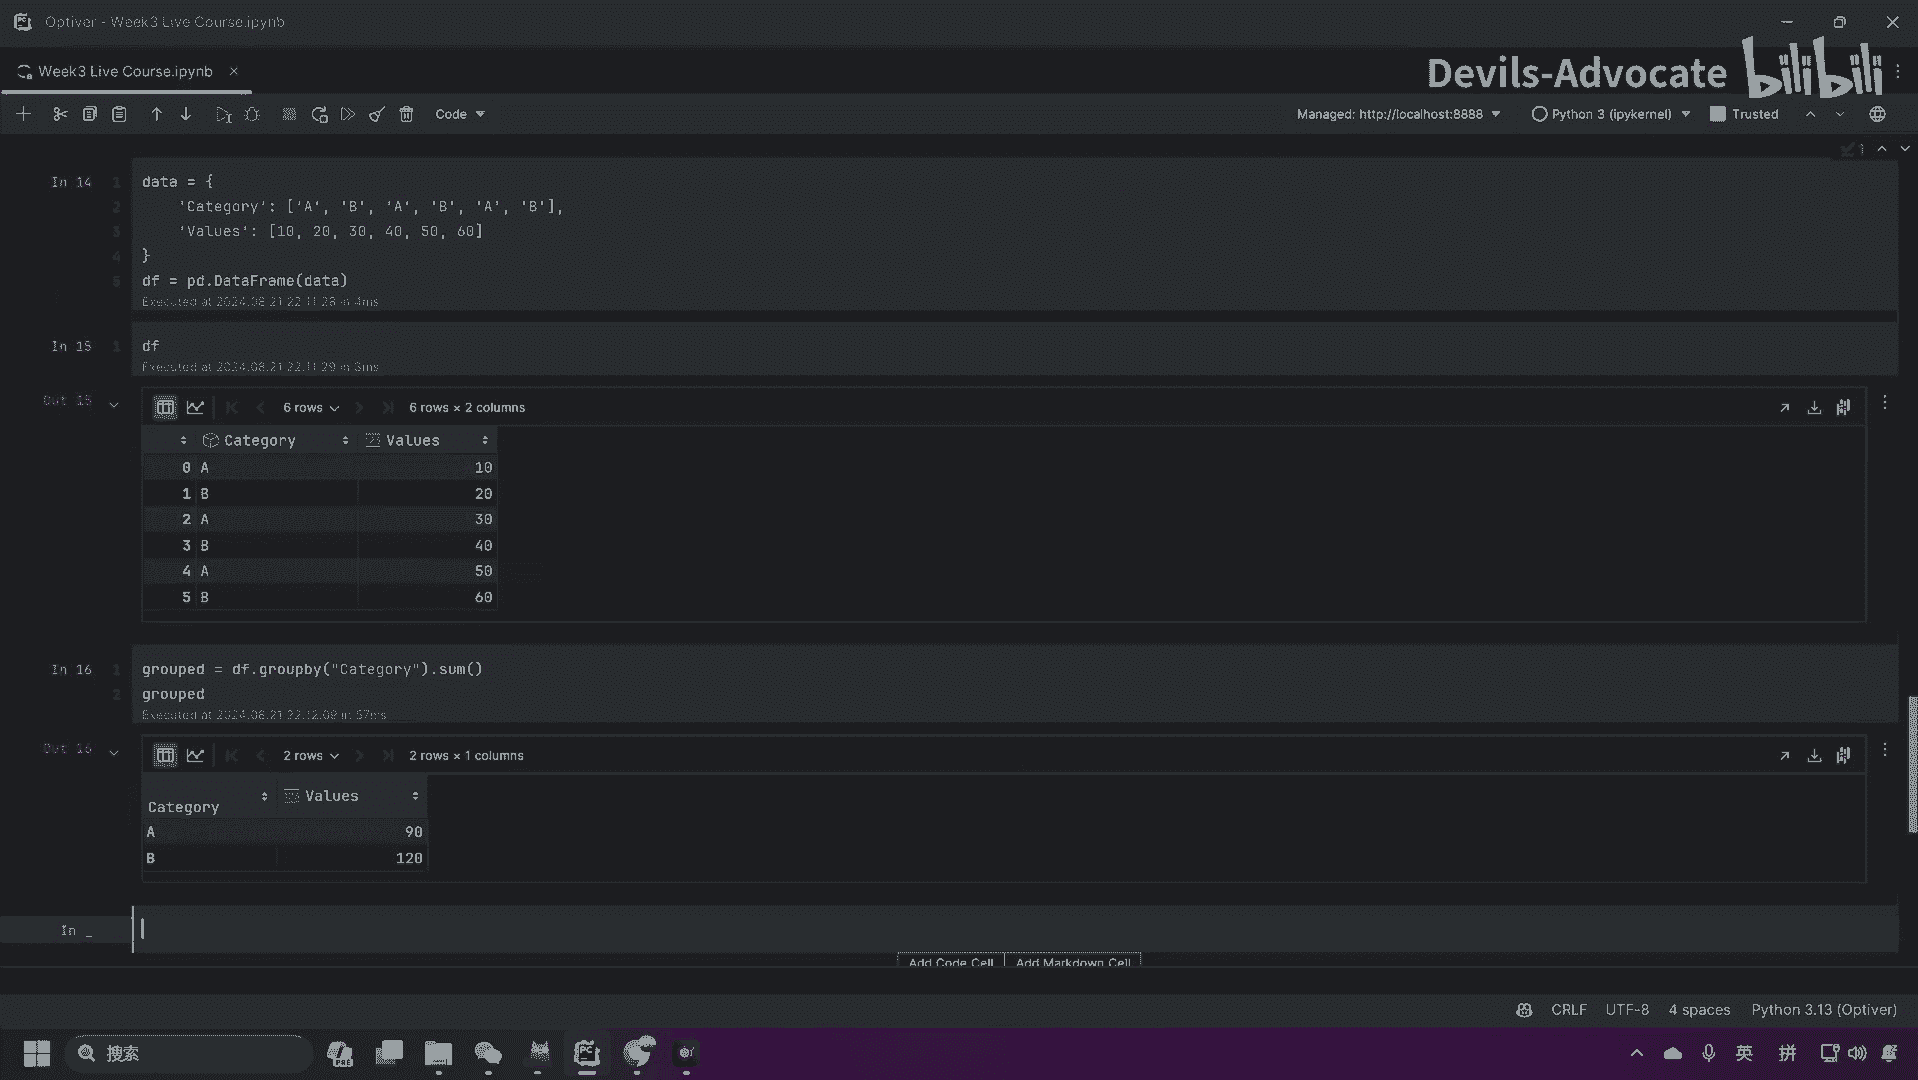 Optiver - Week3 Live Course.ipynb
Week3 Live Course.ipynb
Devils-Advocate bilibili
Code
Managed: http://localhost:8888
Python 3 (ipykernel)
Trusted
1
In 14
1 data = {
2 'Category': ['A', 'B', 'A', 'B', 'A', 'B'],
3 'Values': [10, 20, 30, 40, 50, 60]
4 }
5 df = pd.DataFrame(data)
Executed at 2024.08.21 22:11:28 in 4ms
In 15 1 df
Executed at 2024.08.21 22:11:29 in 3ms
Out 15
6 rows 6 rows × 2 columns
Category Values
0 A 10
1 B 20
2 A 30
3 B 40
4 A 50
5 B 60
In 16 1 grouped = df.groupby("Category").sum()
2 grouped
Executed at 2024.08.21 22:12:09 in 57ms
Out 16
2 rows 2 rows × 1 columns
Category Values
A 90
B 120
In _
Add Code Cell Add Markdown Cell
CRLF UTF-8 4 spaces Python 3.13 (Optiver)
搜索
英 拼